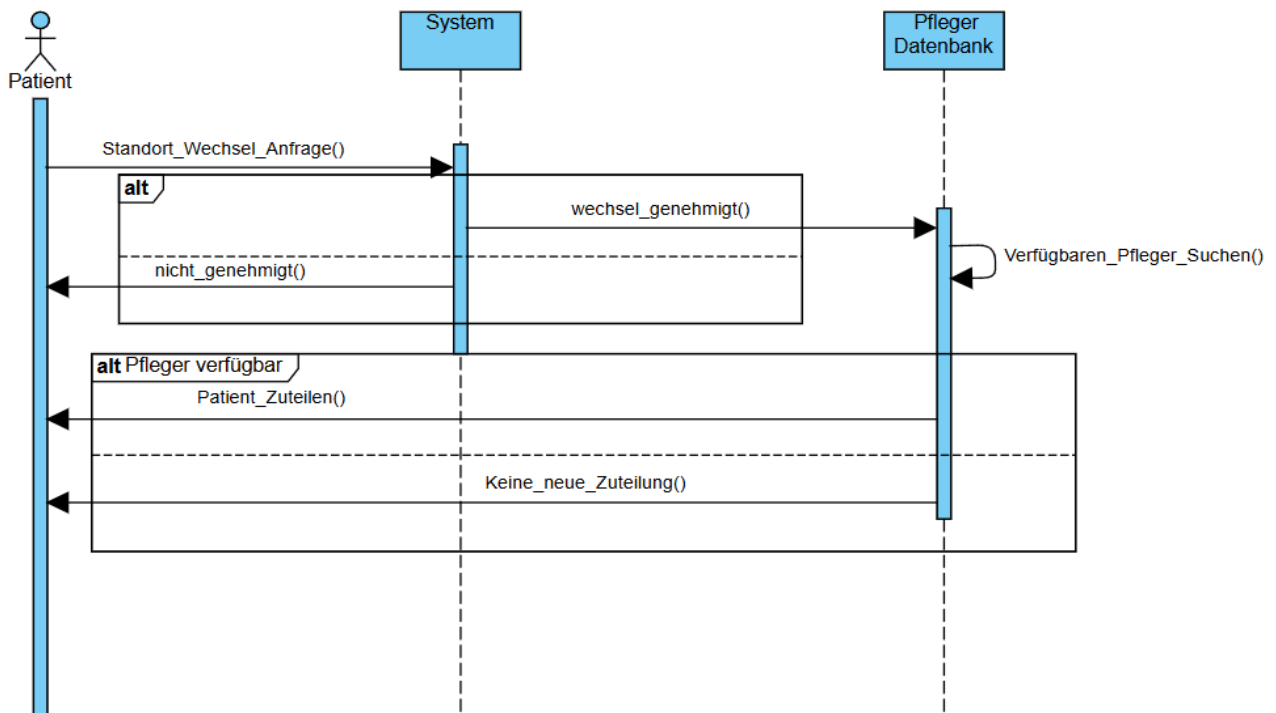 System
Pfleger
Datenbank
Patient
Standort_Wechsel_Anfrage()
alt
wechsel_genehmigt()
Verfügbaren_Pfleger_Suchen()
nicht_genehmigt()
alt Pfleger verfügbar
Patient_Zuteilen()
Keine_neue_Zuteilung()